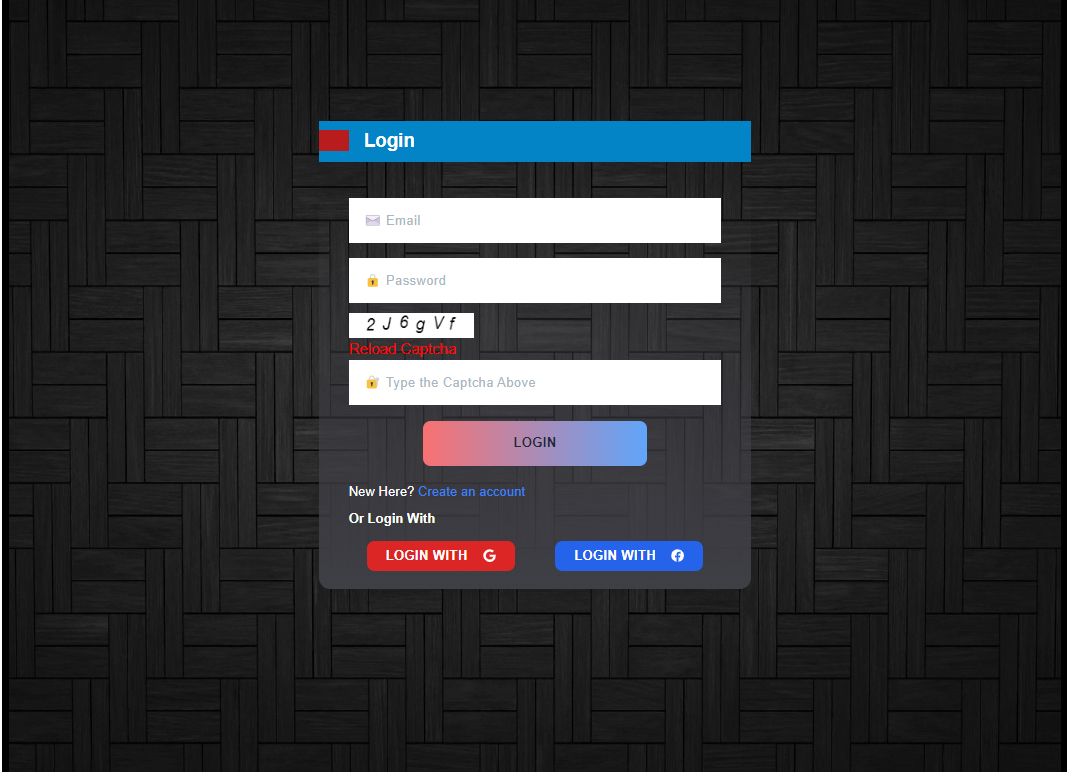 Login
Email
Password
2 J 6 g V f
Reload Captcha
Type the Captcha Above
LOGIN
New Here? Create an account
Or Login With
LOGIN WITH
LOGIN WITH